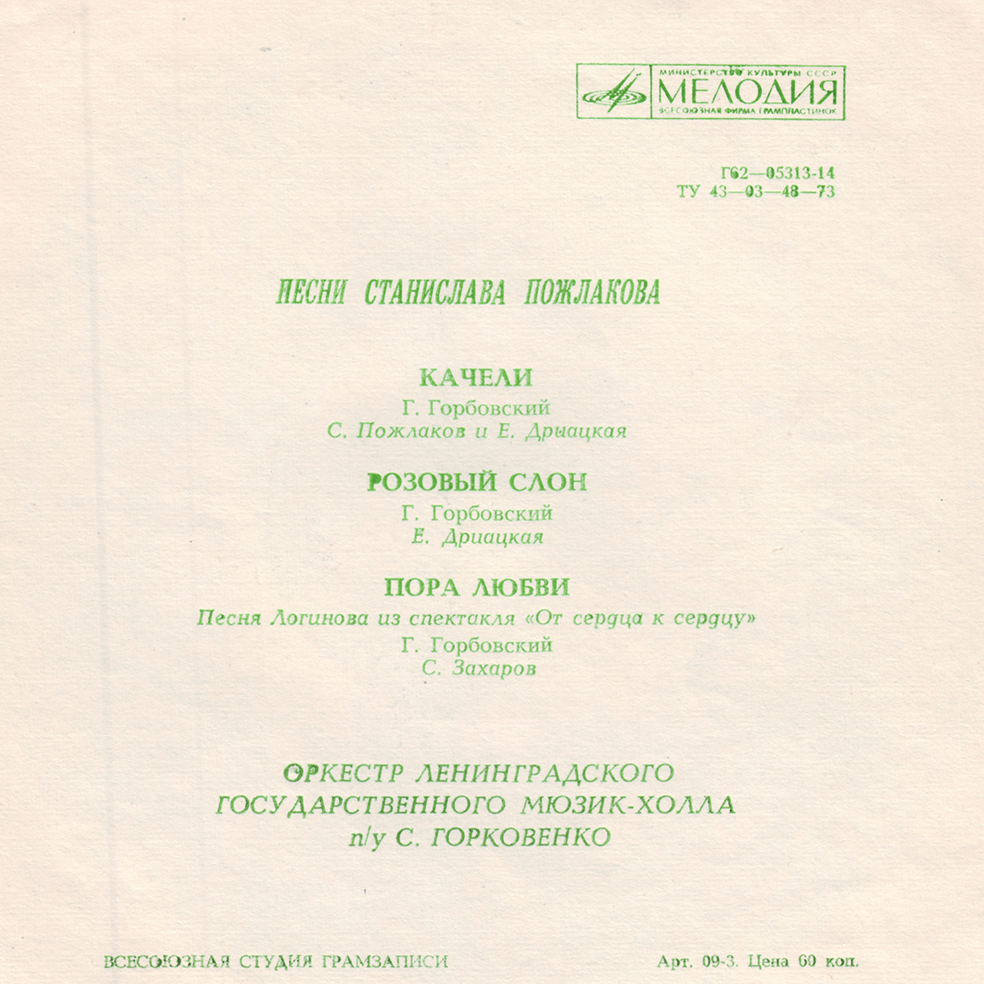 МИНИСТЕРСТВО КУЛЬТУРЫ СССР
МЕЛОДИЯ
ВСЕСОЮЗНАЯ ФИРМА ГРАМПЛАСТИНОК
Г62—05313-14
ТУ 43—03—48—73
ПЕСНИ СТАНИСЛАВА ПОЖЛАКОВА
КАЧЕЛИ
Г. Горбовский
С. Пожлаков и Е. Дрыацкая
РОЗОВЫЙ СЛОН
Г. Горбовский
Е. Дриацкая
ПОРА ЛЮБВИ
Песня Логинова из спектакля «От сердца к сердцу»
Г. Горбовский
С. Захаров
ОРКЕСТР ЛЕНИНГРАДСКОГО
ГОСУДАРСТВЕННОГО МЮЗИК-ХОЛЛА
п/у С. ГОРКОВЕНКО
ВСЕСОЮЗНАЯ СТУДИЯ ГРАМЗАПИСИ
Арт. 09-3. Цена 60 коп.